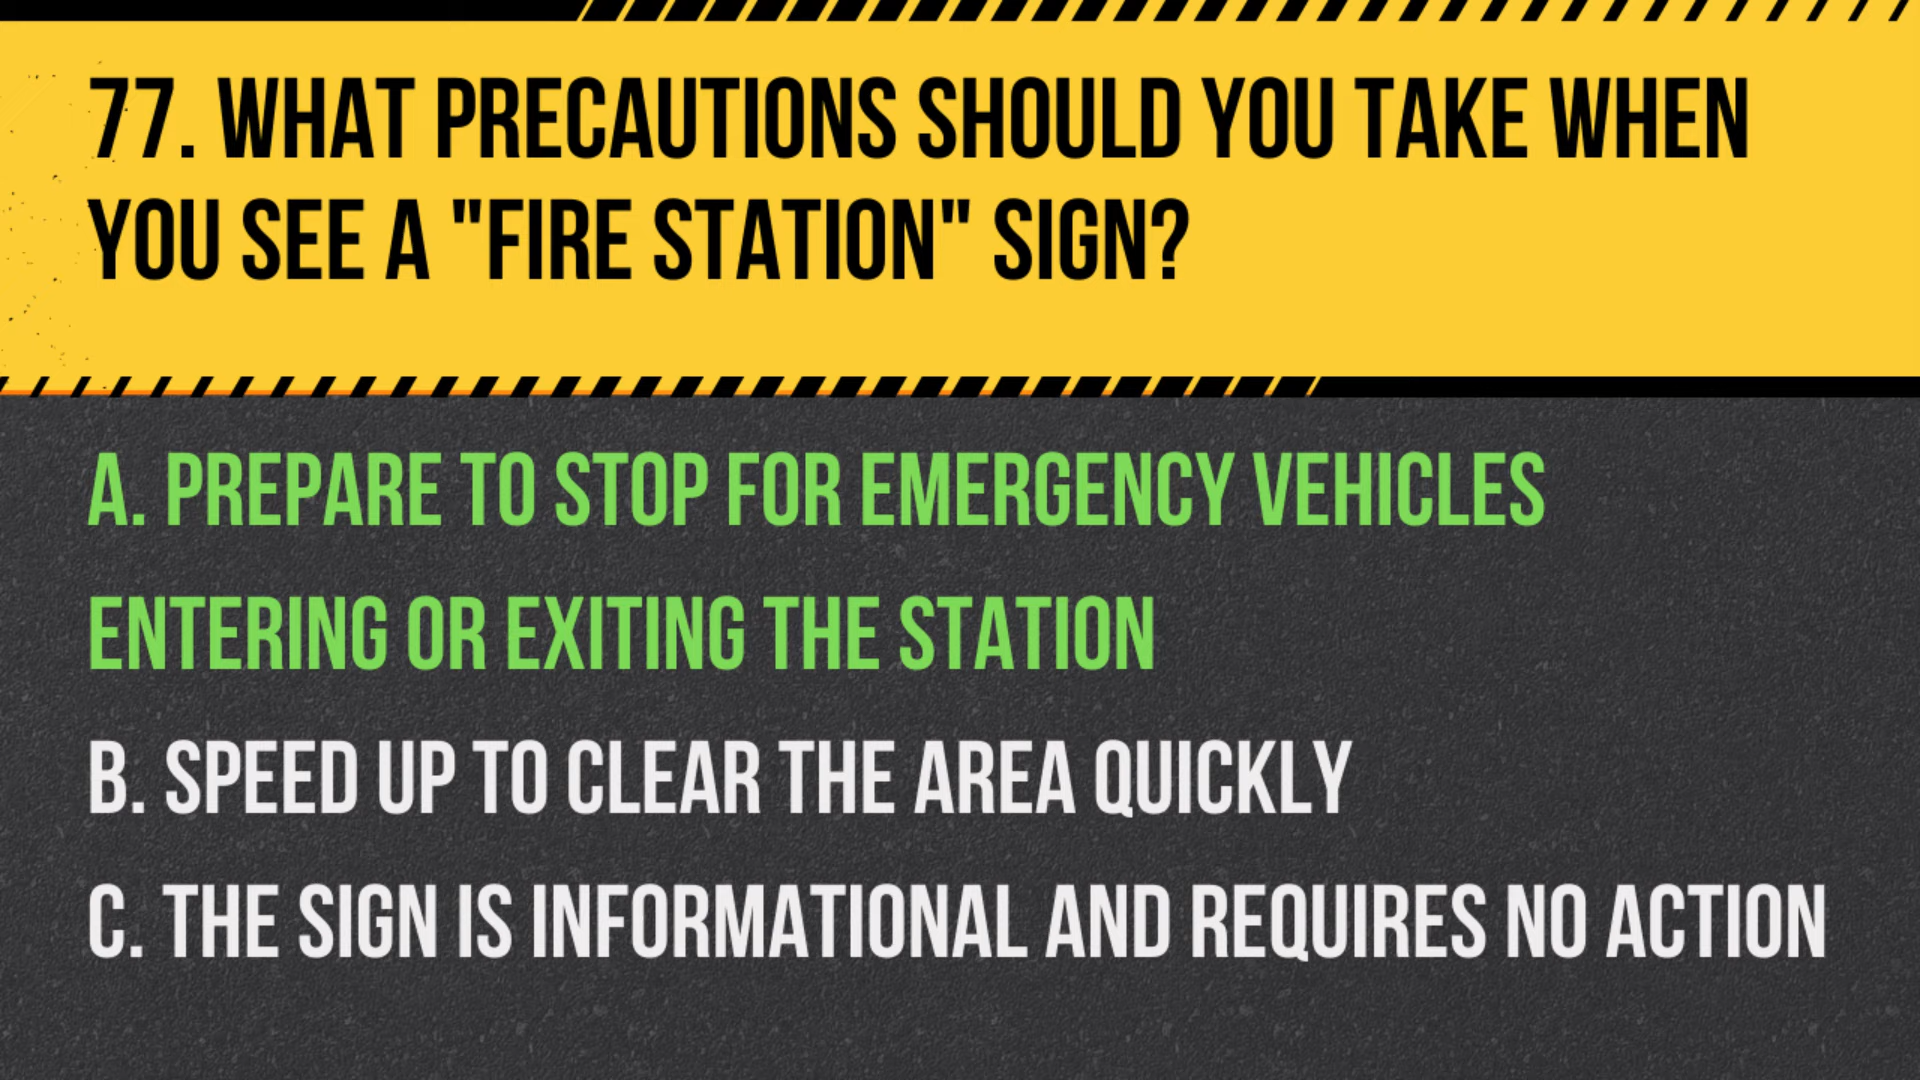 77. WHAT PRECAUTIONS SHOULD YOU TAKE WHEN
YOU SEE A "FIRE STATION" SIGN?
A. PREPARE TO STOP FOR EMERGENCY VEHICLES
ENTERING OR EXITING THE STATION
B. SPEED UP TO CLEAR THE AREA QUICKLY
C. THE SIGN IS INFORMATIONAL AND REQUIRES NO ACTION